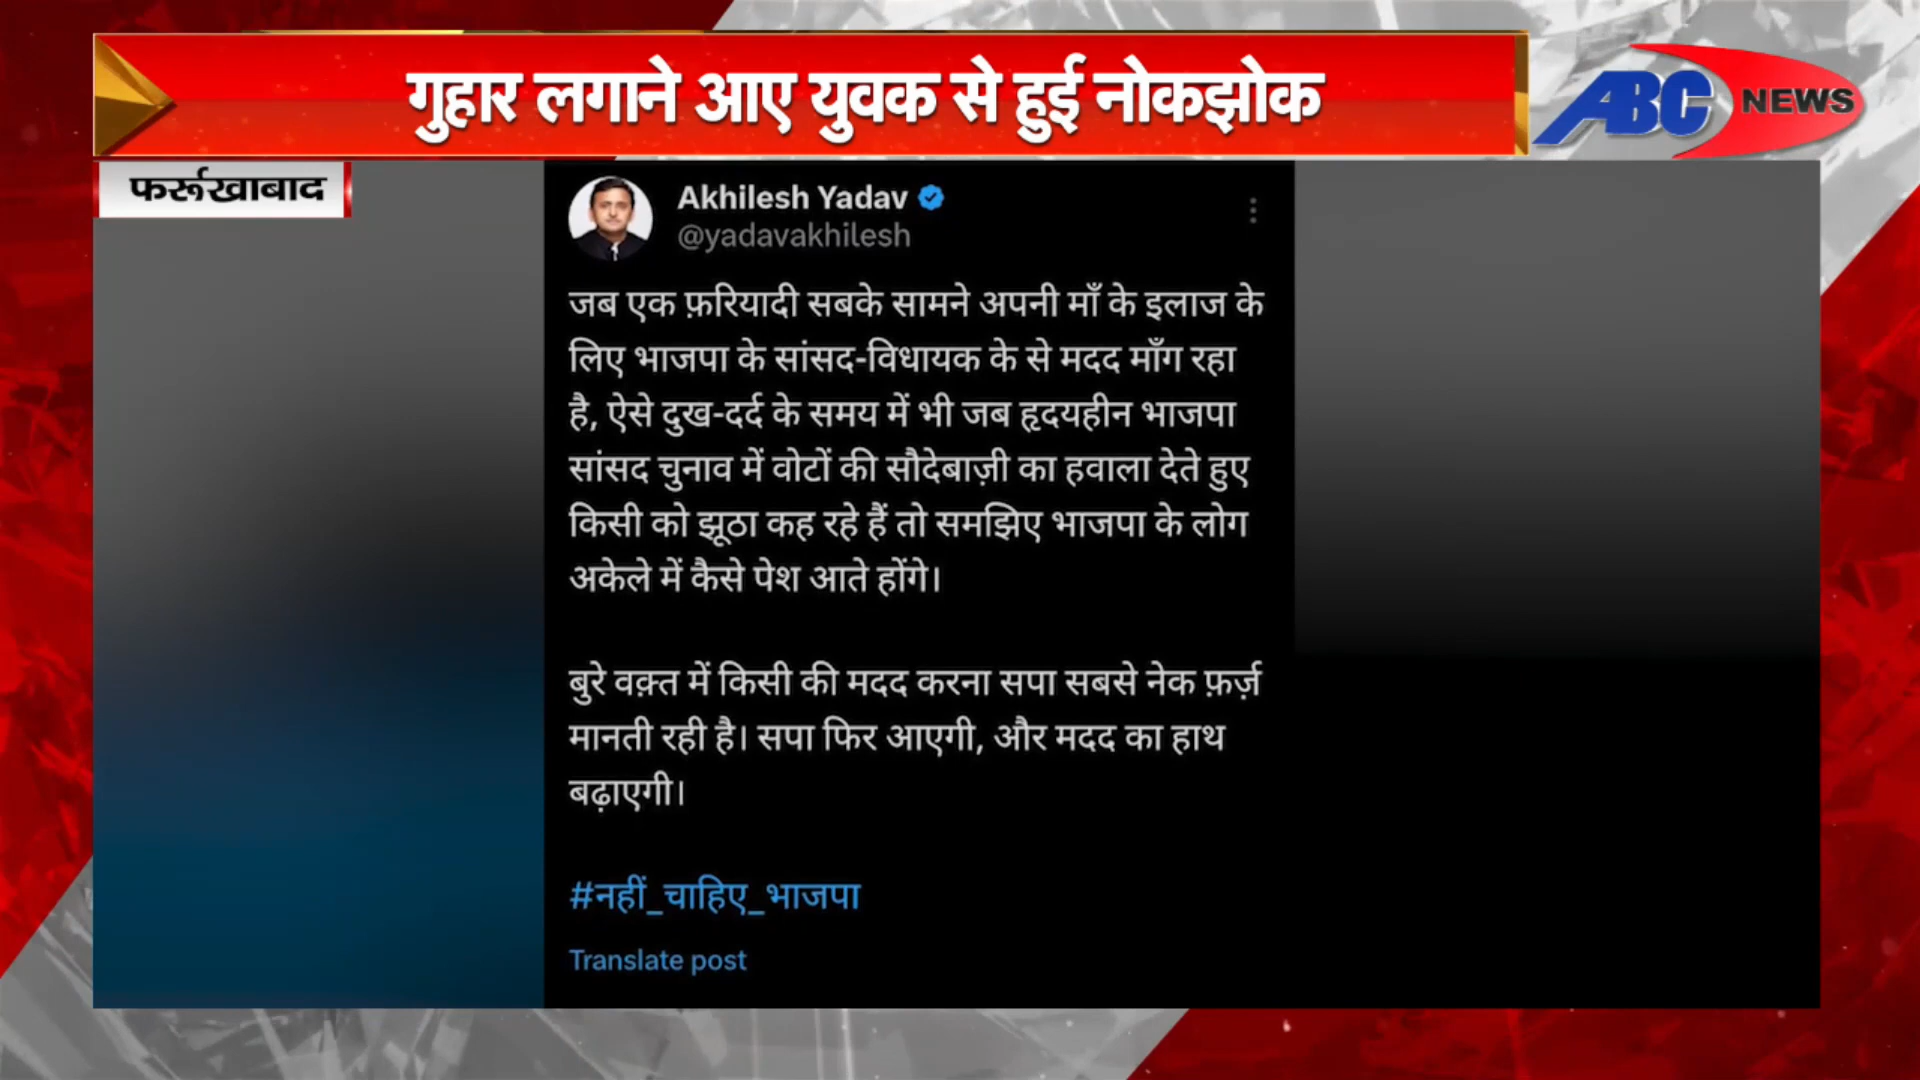 गुहार लगाने आए युवक से हुई नोकझोक
ABC NEWS
फर्रूखाबाद
Akhilesh Yadav
@yadavakhilesh
जब एक फ़रियादी सबके सामने अपनी माँ के इलाज के
लिए भाजपा के सांसद-विधायक के से मदद माँग रहा
है, ऐसे दुख-दर्द के समय में भी जब हृदयहीन भाजपा
सांसद चुनाव में वोटों की सौदेबाज़ी का हवाला देते हुए
किसी को झूठा कह रहे हैं तो समझिए भाजपा के लोग
अकेले में कैसे पेश आते होंगे।
बुरे वक़्त में किसी की मदद करना सपा सबसे नेक फ़र्ज़
मानती रही है। सपा फिर आएगी, और मदद का हाथ
बढ़ाएगी।
#नहीं_चाहिए_भाजपा
Translate post